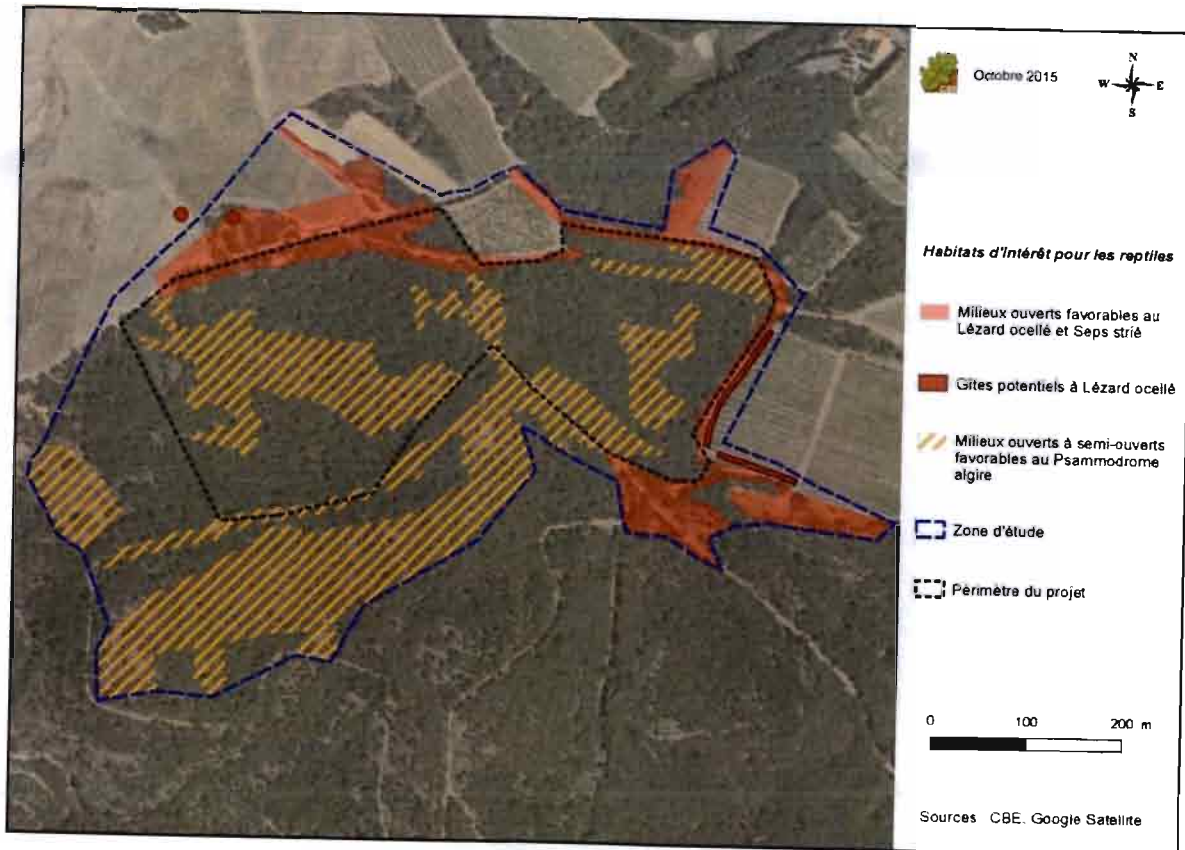 Octobre 2015
N
W E
S
Habitats d'intérêt pour les reptiles
Milieux ouverts favorables au
Lézard ocellé et Seps strié
Gîtes potentiels à Lézard ocellé
Milieux ouverts à semi-ouverts
favorables au Psammodrome
algire
Zone d'étude
Périmètre du projet
0 100 200 m
Sources CBE, Google Satellite